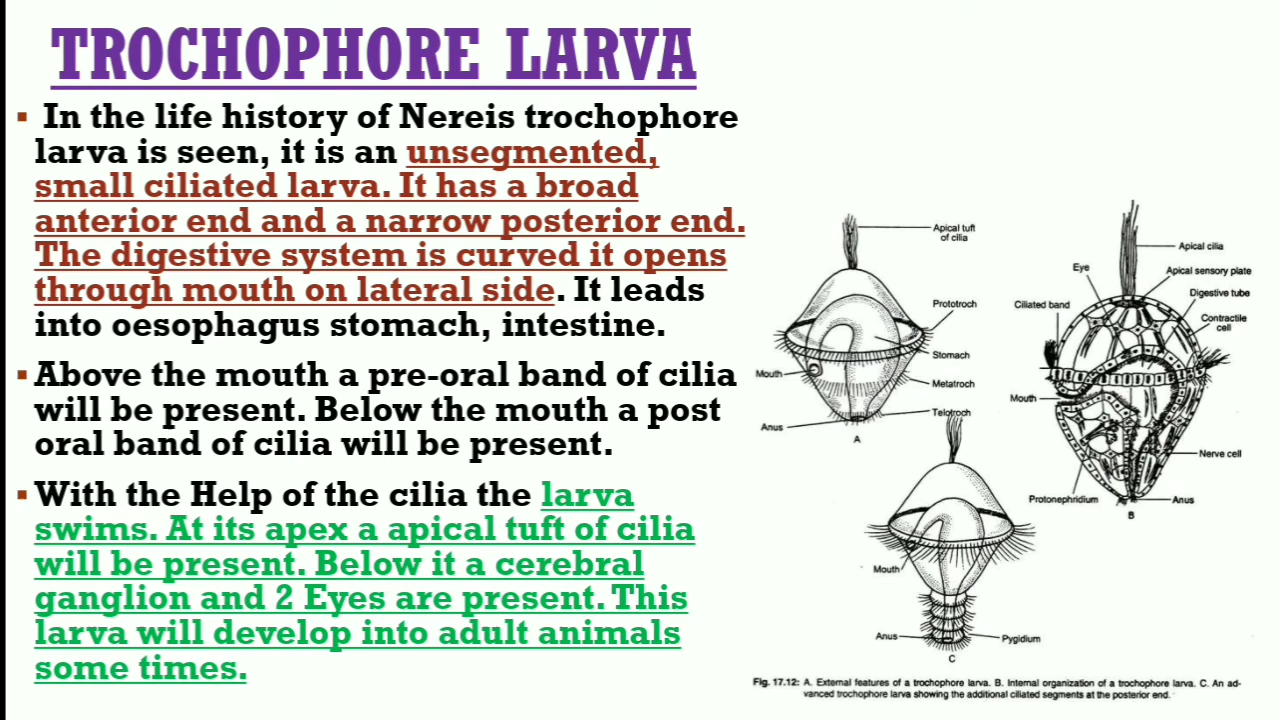 TROCHOPHORE LARVA
▪ In the life history of Nereis trochophore
larva is seen, it is an unsegmented,
small ciliated larva. It has a broad
anterior end and a narrow posterior end.
The digestive system is curved it opens
through mouth on lateral side. It leads
into oesophagus stomach, intestine.
▪ Above the mouth a pre-oral band of cilia
will be present. Below the mouth a post
oral band of cilia will be present.
▪ With the Help of the cilia the larva
swims. At its apex a apical tuft of cilia
will be present. Below it a cerebral
ganglion and 2 Eyes are present. This
larva will develop into adult animals
some times.
Apical tuft
of cilia
Prototroch
Stomach
Mouth
Metatroch
Telotroch
Anus
A
Apical cilia
Eye
Apical sensory plate
Digestive tube
Ciliated band
Contractile
cell
Mouth
Nerve cell
Protonephridium
Anus
B
Mouth
Anus
Pygidium
C
Fig. 17.12: A. External features of a trochophore larva. B. Internal organization of a trochophore larva. C. An ad-
vanced trochophore larva showing the additional ciliated segments at the posterior end.